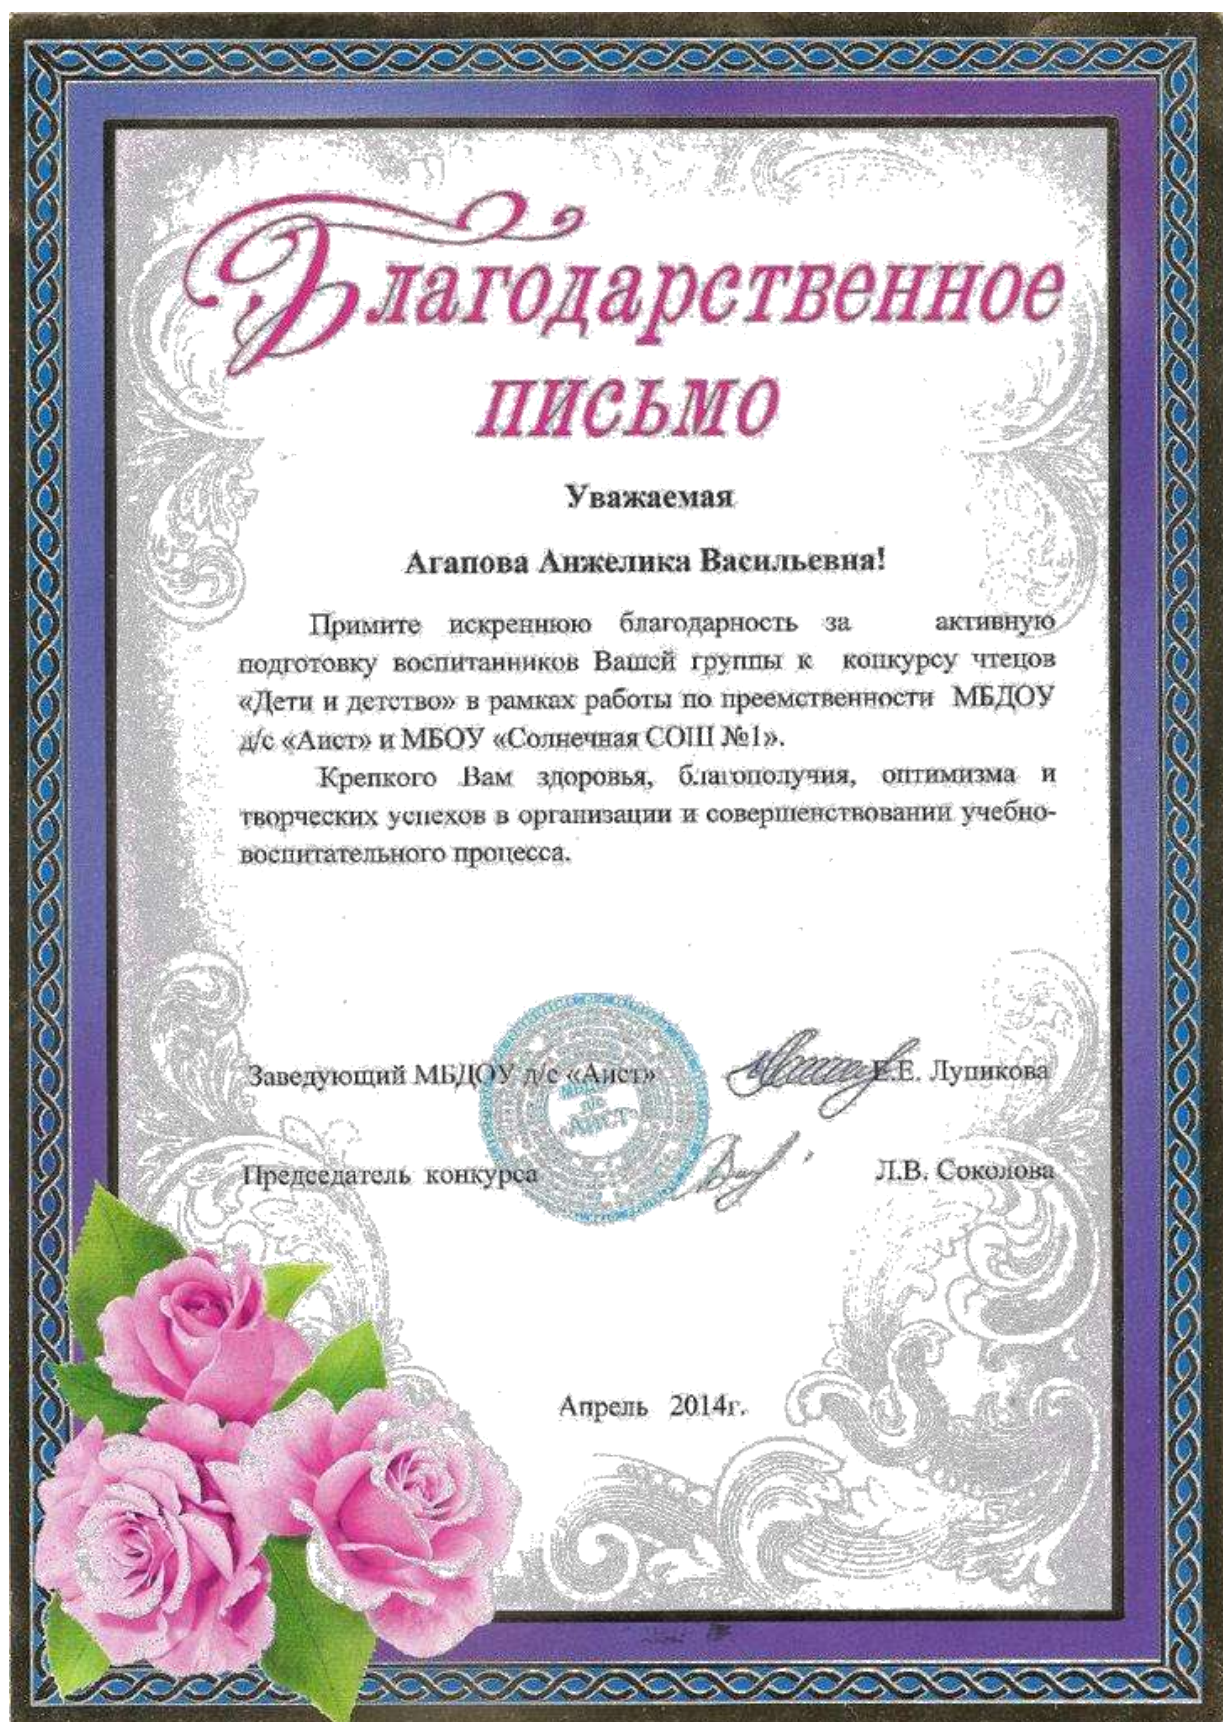 Благодарственное
письмо
Уважаемая
Агапова Анжелика Васильевна!
Примите искреннюю благодарность за активную
подготовку воспитанников Вашей группы к конкурсу чтецов
«Дети и детство» в рамках работы по преемственности МБДОУ
д/с «Аист» и МБОУ «Солнечная СОШ №1».
Крепкого Вам здоровья, благополучия, оптимизма и
творческих успехов в организации и совершенствовании учебно-
воспитательного процесса.
Заведующий МБДОУ д/с «Аист» Е.Е. Лупикова
МБДОУ
д/с
«АИСТ»
Председатель конкурса Л.В. Соколова
Апрель 2014г.